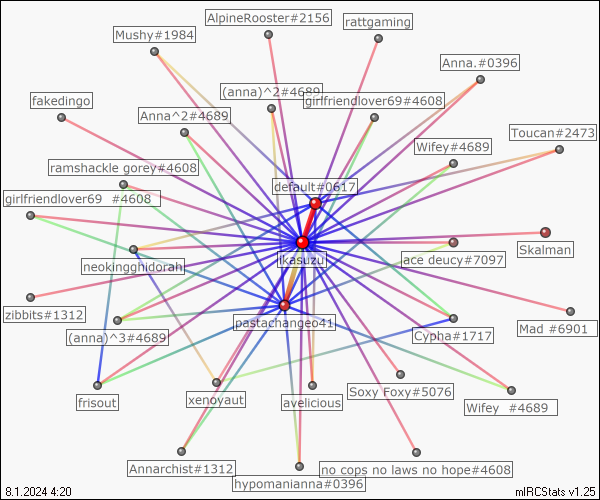 AlpineRooster#2156
rattgaming
Mushy#1984
Anna.#0396
(anna)^2#4689
girlfriendlover69#4608
fakedingo
Anna^2#4689
Toucan#2473
Wifey#4689
ramshackle gorey#4608
default#0617
girlfriendlover69 #4608
Skalman
ikasuzu
ace deucy#7097
neokingghidorah
zibbits#1312
pastachangeo41
Mad #6901
(anna)^3#4689
Cypha#1717
Soxy Foxy#5076
frisout
xenoyaut
avelicious
Wifey #4689
Annarchist#1312
no cops no laws no hope#4608
hypomanianna#0396
8.1.2024 4:20
mIRCStats v1.25